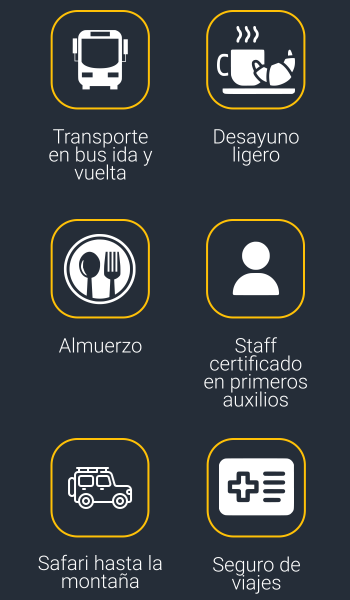 Transporte
en bus ida y
vuelta
Desayuno
ligero
Almuerzo
Staff
certificado
en primeros
auxilios
Safari hasta la
montaña
Seguro de
viajes